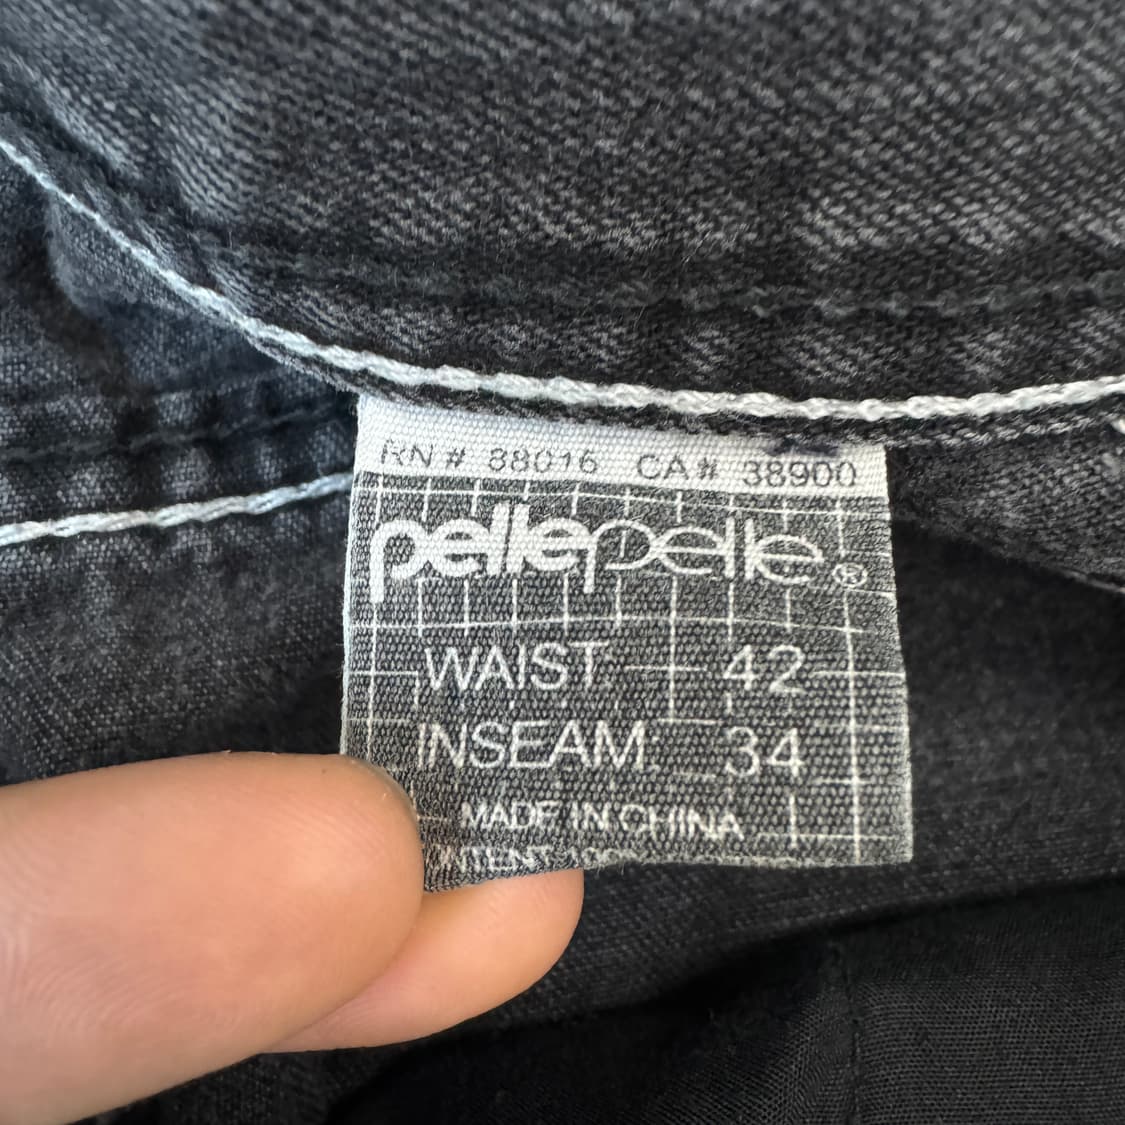 RN # 88016 CA# 38900
pellepelle®
WAIST. 42
INSEAM. 34
MADE IN CHINA